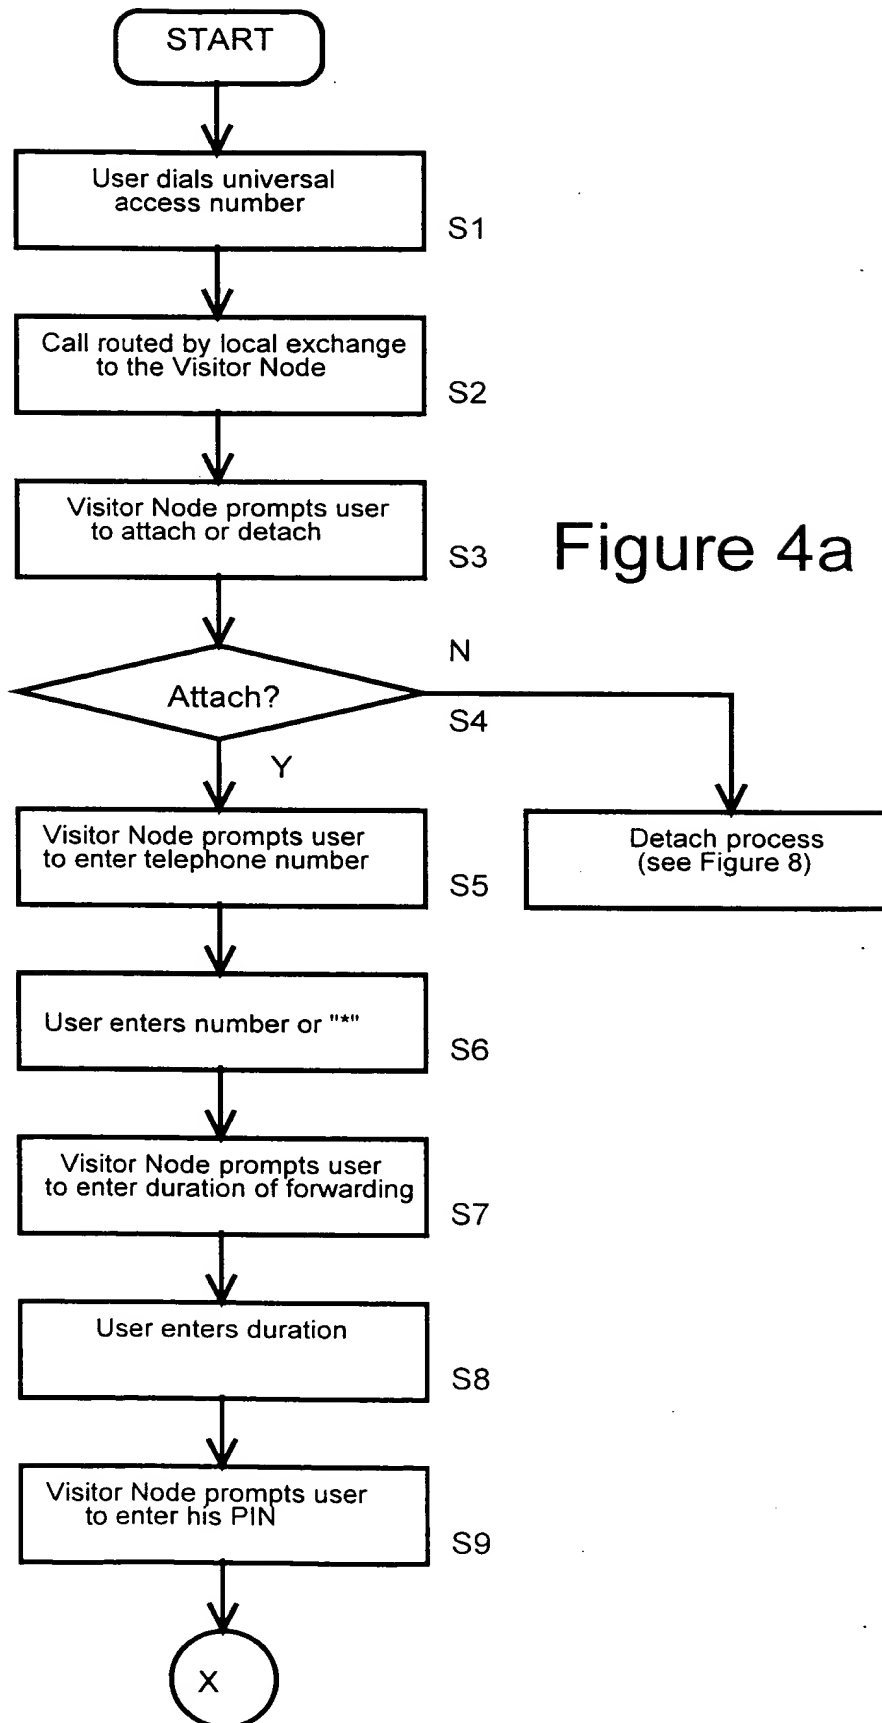 START
User dials universal
access number
S1
Call routed by local exchange
to the Visitor Node
S2
Visitor Node prompts user
to attach or detach
S3
Figure 4a
Attach?
N
S4
Y
Visitor Node prompts user
to enter telephone number
S5
Detach process
(see Figure 8)
User enters number or "*"
S6
Visitor Node prompts user
to enter duration of forwarding
S7
User enters duration
S8
Visitor Node prompts user
to enter his PIN
S9
X